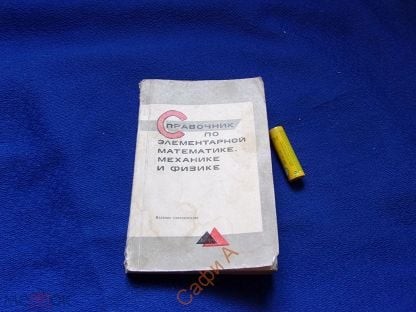 СПРАВОЧНИК
ПО
ЭЛЕМЕНТАРНОЙ
МАТЕМАТИКЕ,
МЕХАНИКЕ
И ФИЗИКЕ
Сафи А